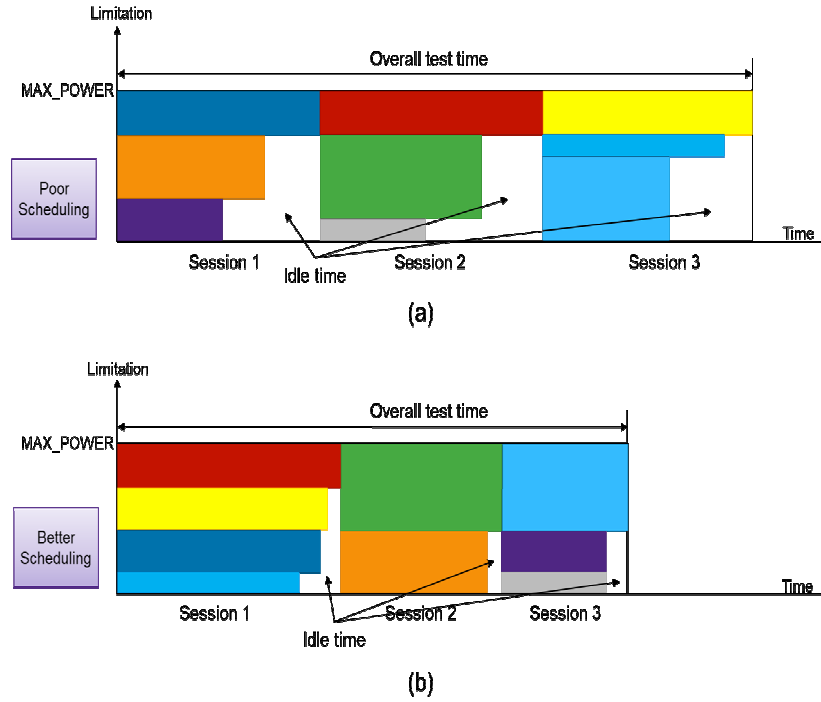 Limitation
Overall test time
MAX_POWER
Poor
Scheduling
Time
Session 1
Session 2
Session 3
Idle time
(a)
Limitation
Overall test time
MAX_POWER
Better
Scheduling
Time
Session 1
Session 2
Session 3
Idle time
(b)